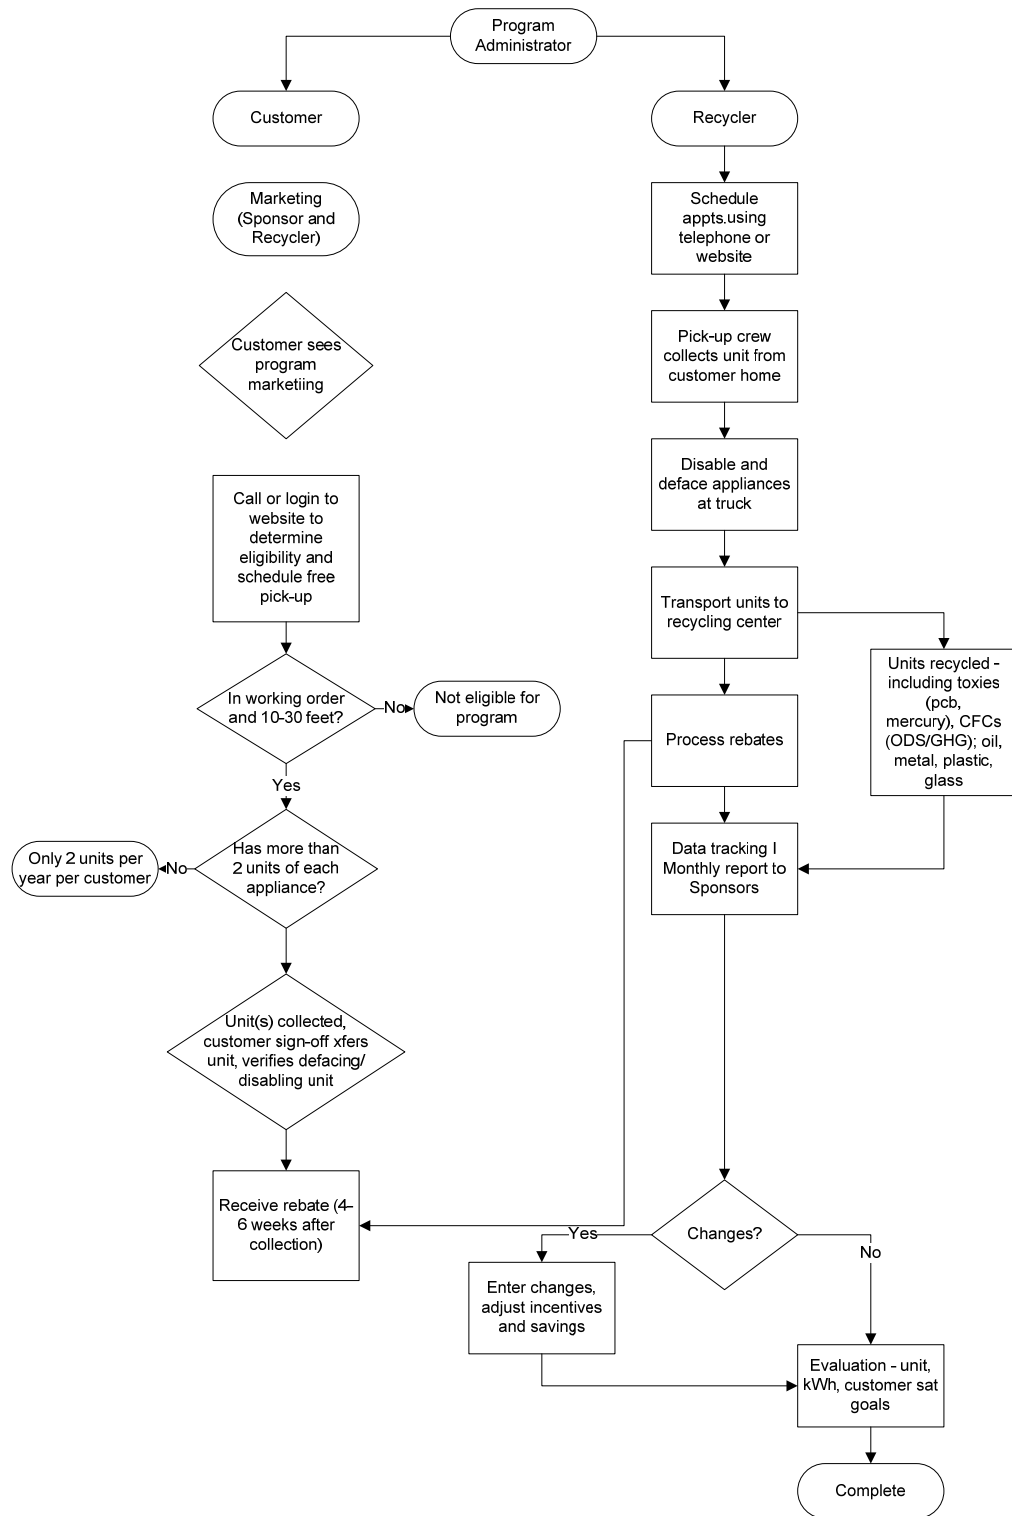 Program
Administrator
Customer
Recycler
Marketing
(Sponsor and
Recycler)
Schedule
appts.using
telephone or
website
Customer sees
program
marketiing
Pick-up crew
collects unit from
customer home
Disable and
deface appliances
at truck
Call or login to
website to
determine
eligibility and
schedule free
pick-up
Transport units to
recycling center
Units recycled -
including toxies
(pcb,
mercury), CFCs
(ODS/GHG); oil,
metal, plastic,
glass
In working order
and 10-30 feet?
No
Not eligible for
program
Process rebates
Yes
Has more than
2 units of each
appliance?
No
Only 2 units per
year per customer
Data tracking I
Monthly report to
Sponsors
Unit(s) collected,
customer sign-off xfers
unit, verifies defacing/
disabling unit
Receive rebate (4-
6 weeks after
collection)
Changes?
Yes
No
Enter changes,
adjust incentives
and savings
Evaluation - unit,
kWh, customer sat
goals
Complete